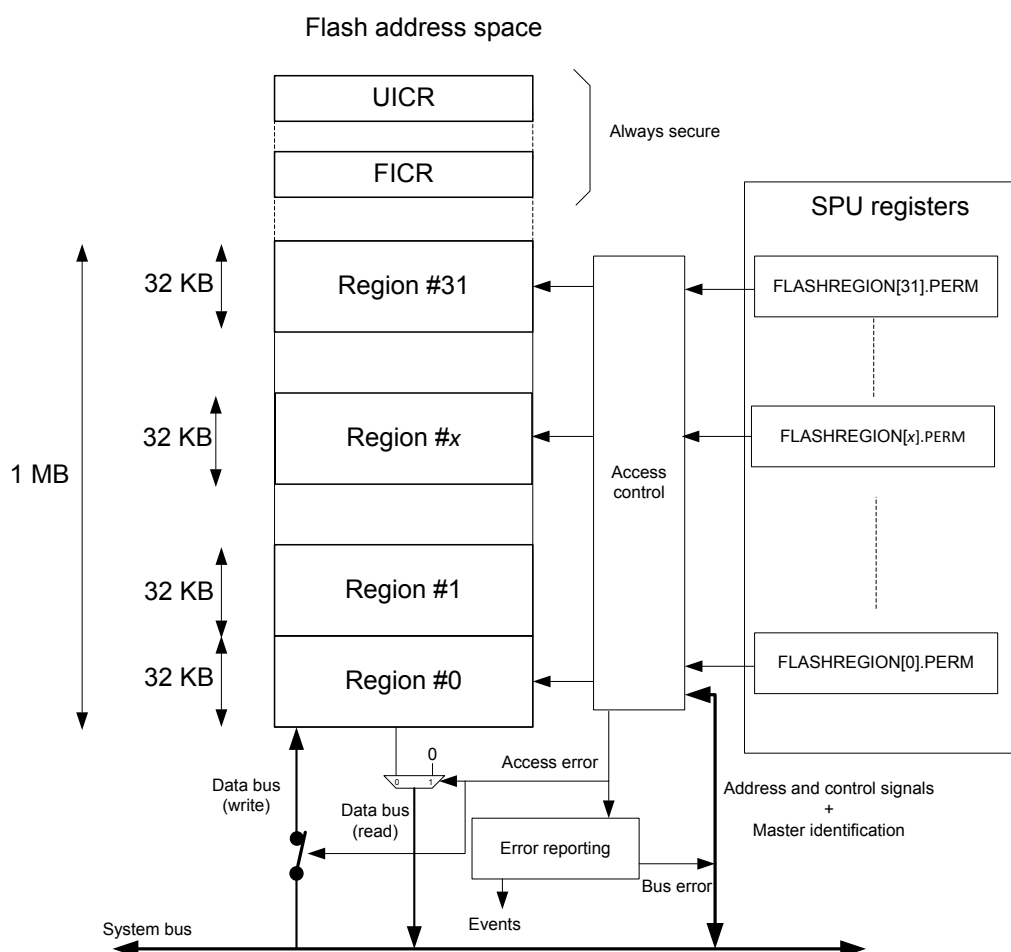 Flash address space
UICR
Always secure
FICR
SPU registers
32 KB
Region #31
FLASHREGION[31].PERM
32 KB
Region #x
FLASHREGION[x].PERM
1 MB
Access
control
32 KB
Region #1
32 KB
Region #0
FLASHREGION[0].PERM
0
0 1
Access error
Data bus
(write)
Data bus
(read)
Address and control signals
+
Master identification
Error reporting
Bus error
Events
System bus